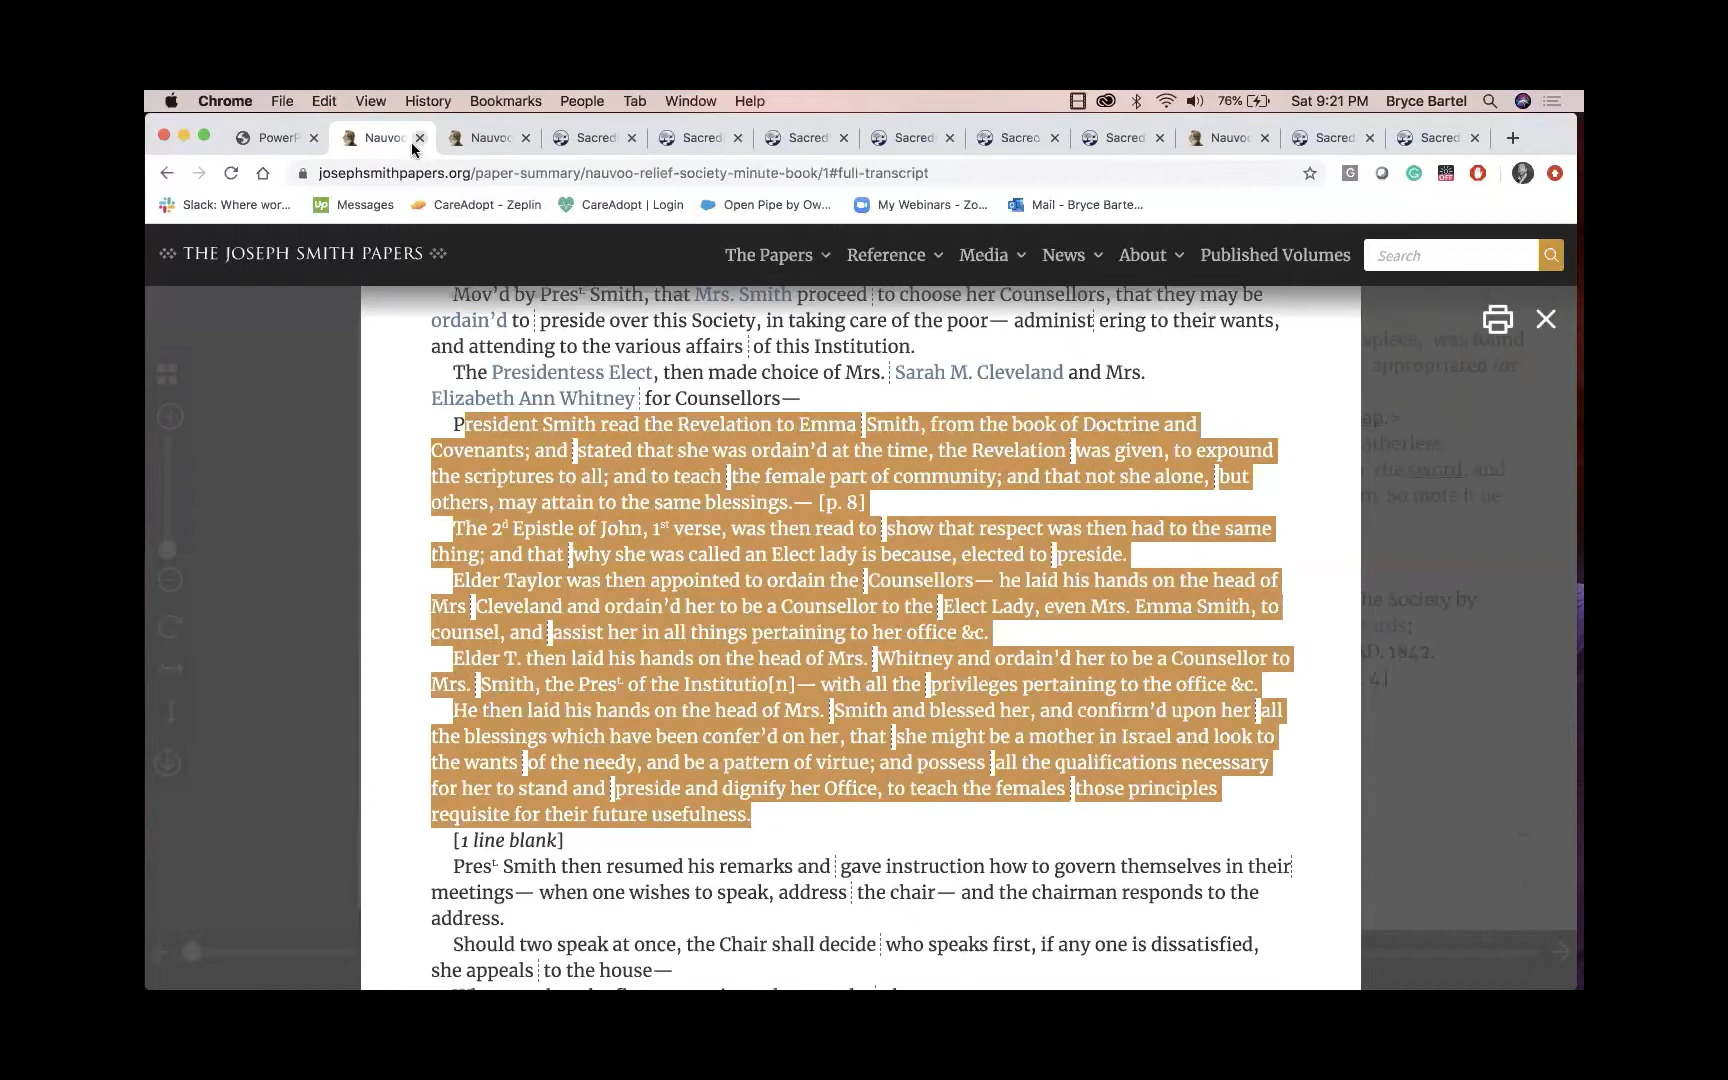 Chrome File Edit View History Bookmarks People Tab Window Help 76% Sat 9:21 PM Bryce Bartel
PowerP Nauvoo Nauvoo Sacred Sacred Sacred Sacred Sacred Sacred Nauvoo Sacred Sacred
josephsmithpapers.org/paper-summary/nauvoo-relief-society-minute-book/1#full-transcript
Slack: Where wor... Up Messages CareAdopt - Zeplin CareAdopt | Login Open Pipe by Ow... My Webinars - Zo... Mail - Bryce Barte...
THE JOSEPH SMITH PAPERS The Papers Reference Media News About Published Volumes Search
Mov’d by Presᵗ· Smith, that Mrs. Smith proceed to choose her Counsellors, that they may be
ordain’d to preside over this Society, in taking care of the poor— administering to their wants,
and attending to the various affairs of this Institution.
The Presidentess Elect, then made choice of Mrs. Sarah M. Cleveland and Mrs.
Elizabeth Ann Whitney for Counsellors—
President Smith read the Revelation to Emma Smith, from the book of Doctrine and
Covenants; and stated that she was ordain’d at the time, the Revelation was given, to expound
the scriptures to all; and to teach the female part of community; and that not she alone, but
others, may attain to the same blessings.— [p. 8]
The 2ᵈ Epistle of John, 1ˢᵗ verse, was then read to show that respect was then had to the same
thing; and that why she was called an Elect lady is because, elected to preside.
Elder Taylor was then appointed to ordain the Counsellors— he laid his hands on the head of
Mrs Cleveland and ordain’d her to be a Counsellor to the Elect Lady, even Mrs. Emma Smith, to
counsel, and assist her in all things pertaining to her office &c.
Elder T. then laid his hands on the head of Mrs. Whitney and ordain’d her to be a Counsellor to
Mrs. Smith, the Presᵗ· of the Institutio[n]— with all the privileges pertaining to the office &c.
He then laid his hands on the head of Mrs. Smith and blessed her, and confirm’d upon her all
the blessings which have been confer’d on her, that she might be a mother in Israel and look to
the wants of the needy, and be a pattern of virtue; and possess all the qualifications necessary
for her to stand and preside and dignify her Office, to teach the females those principles
requisite for their future usefulness.
[1 line blank]
Presᵗ· Smith then resumed his remarks and gave instruction how to govern themselves in their
meetings— when one wishes to speak, address the chair— and the chairman responds to the
address.
Should two speak at once, the Chair shall decide who speaks first, if any one is dissatisfied,
she appeals to the house—